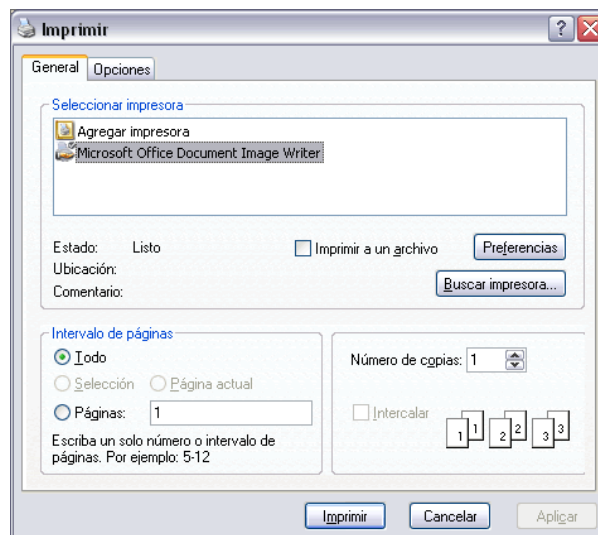 Imprimir
General Opciones
Seleccionar impresora
Agregar impresora
Microsoft Office Document Image Writer
Estado: Listo
Imprimir a un archivo
Preferencias
Ubicación:
Buscar impresora...
Comentario:
Intervalo de páginas
Todo
Selección Página actual
Páginas: 1
Escriba un solo número o intervalo de
páginas. Por ejemplo: 5-12
Número de copias: 1
Intercalar
1 1 2 2 3 3
Imprimir Cancelar Aplicar